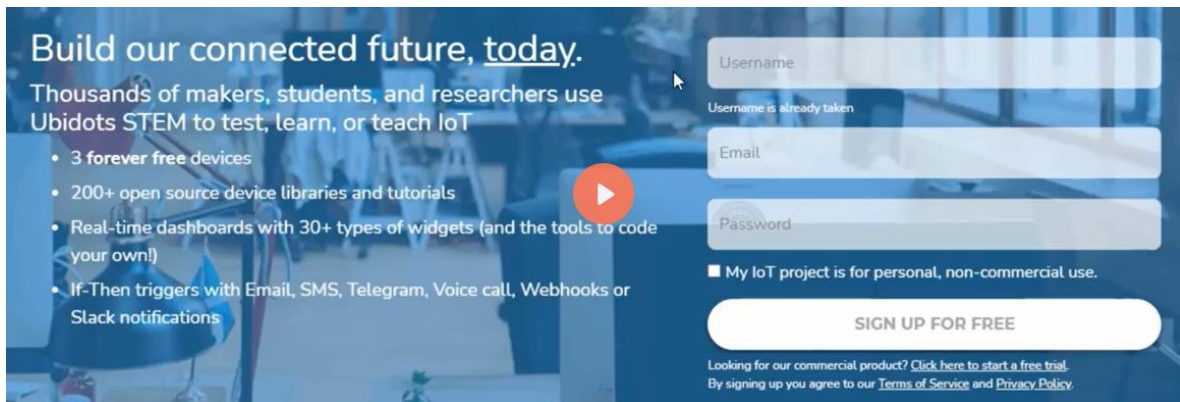 Build our connected future, today.
Thousands of makers, students, and researchers use
Ubidots STEM to test, learn, or teach IoT
• 3 forever free devices
• 200+ open source device libraries and tutorials
• Real-time dashboards with 30+ types of widgets (and the tools to code
your own!)
• If-Then triggers with Email, SMS, Telegram, Voice call, Webhooks or
Slack notifications
Username
Username is already taken
Email
Password
My IoT project is for personal, non-commercial use.
SIGN UP FOR FREE
Looking for our commercial product? Click here to start a free trial.
By signing up you agree to our Terms of Service and Privacy Policy.